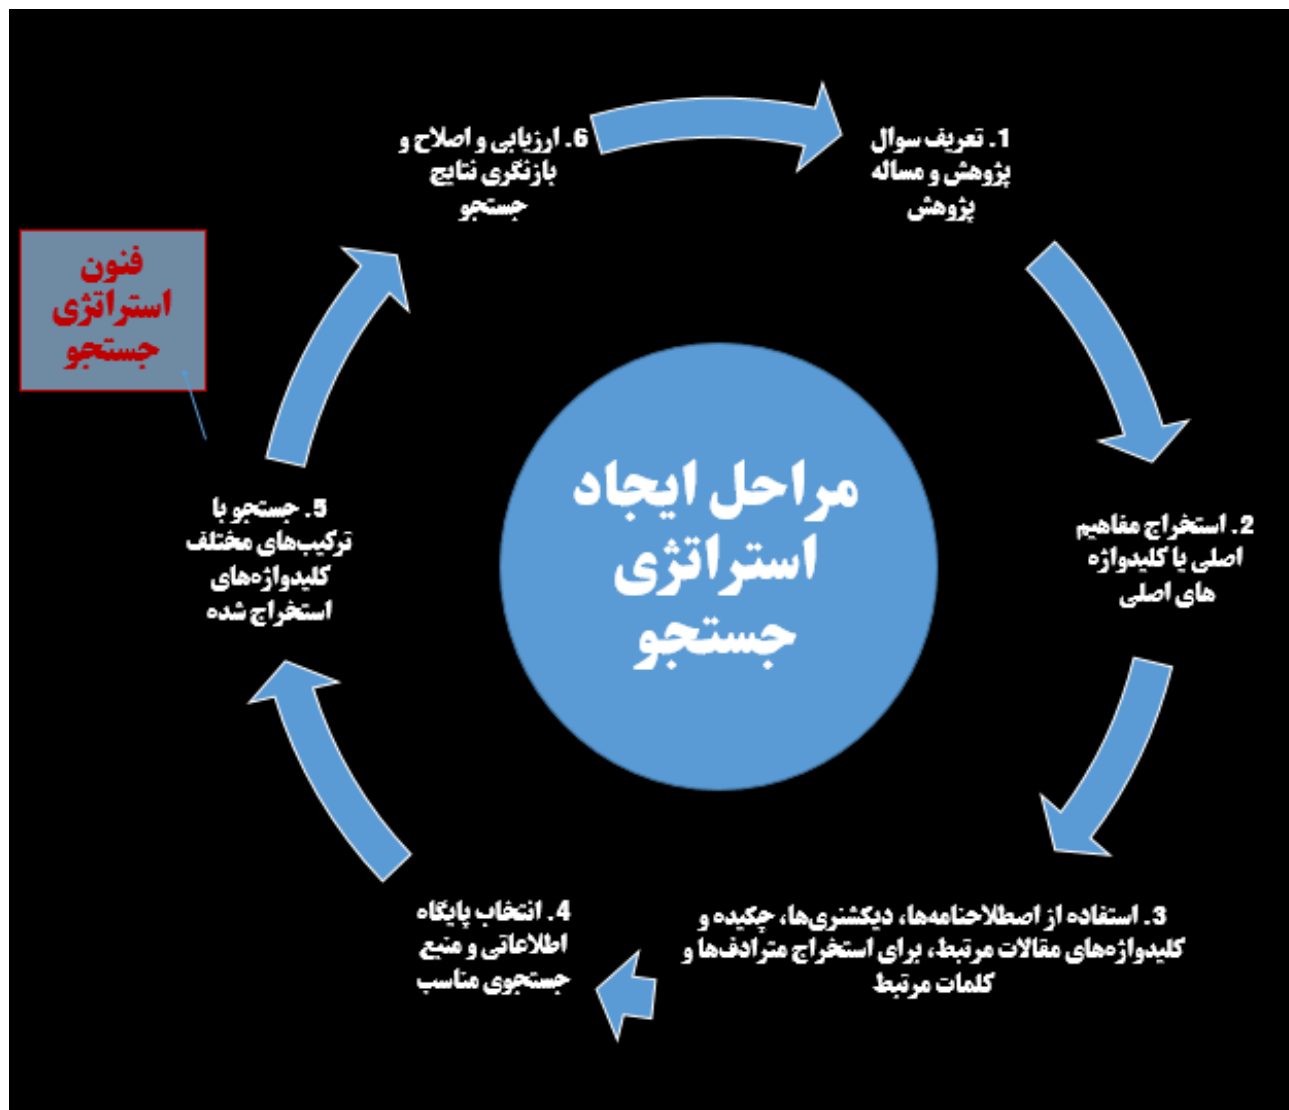 مراحل ایجاد
استراتژی
جستجو
1. تعریف سوال
پژوهش و مساله
پژوهش
2. استخراج مفاهیم
اصلی یا کلیدواژه
های اصلی
3. استفاده از اصطلاحنامه‌ها، دیکشنری‌ها، چکیده و
کلیدواژه‌های مقالات مرتبط، برای استخراج مترادف‌ها و
کلمات مرتبط
4. انتخاب پایگاه
اطلاعاتی و منبع
جستجوی مناسب
5. جستجو با
ترکیب‌های مختلف
کلیدواژه‌های
استخراج شده
6. ارزیابی و اصلاح و
بازنگری نتایج
جستجو
فنون
استراتژی
جستجو